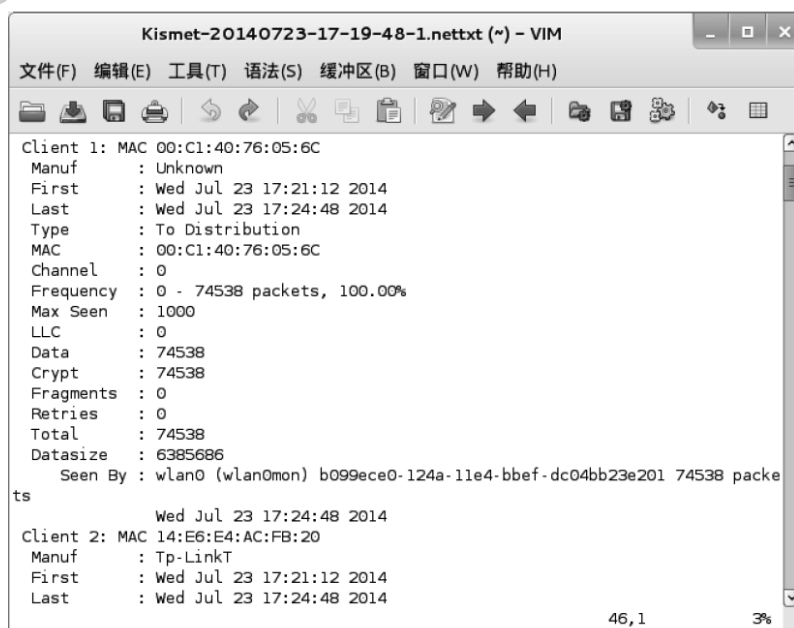 Kismet-20140723-17-19-48-1.nettxt (~) – VIM
文件(F) 编辑(E) 工具(T) 语法(S) 缓冲区(B) 窗口(W) 帮助(H)
Client 1: MAC 00:C1:40:76:05:6C
Manuf : Unknown
First : Wed Jul 23 17:21:12 2014
Last : Wed Jul 23 17:24:48 2014
Type : To Distribution
MAC : 00:C1:40:76:05:6C
Channel : 0
Frequency : 0 - 74538 packets, 100.00%
Max Seen : 1000
LLC : 0
Data : 74538
Crypt : 74538
Fragments : 0
Retries : 0
Total : 74538
Datasize : 6385686
Seen By : wlan0 (wlan0mon) b099ece0-124a-11e4-bbef-dc04bb23e201 74538 packe
ts
Wed Jul 23 17:24:48 2014
Client 2: MAC 14:E6:E4:AC:FB:20
Manuf : Tp-LinkT
First : Wed Jul 23 17:21:12 2014
Last : Wed Jul 23 17:24:48 2014
46,1 3%